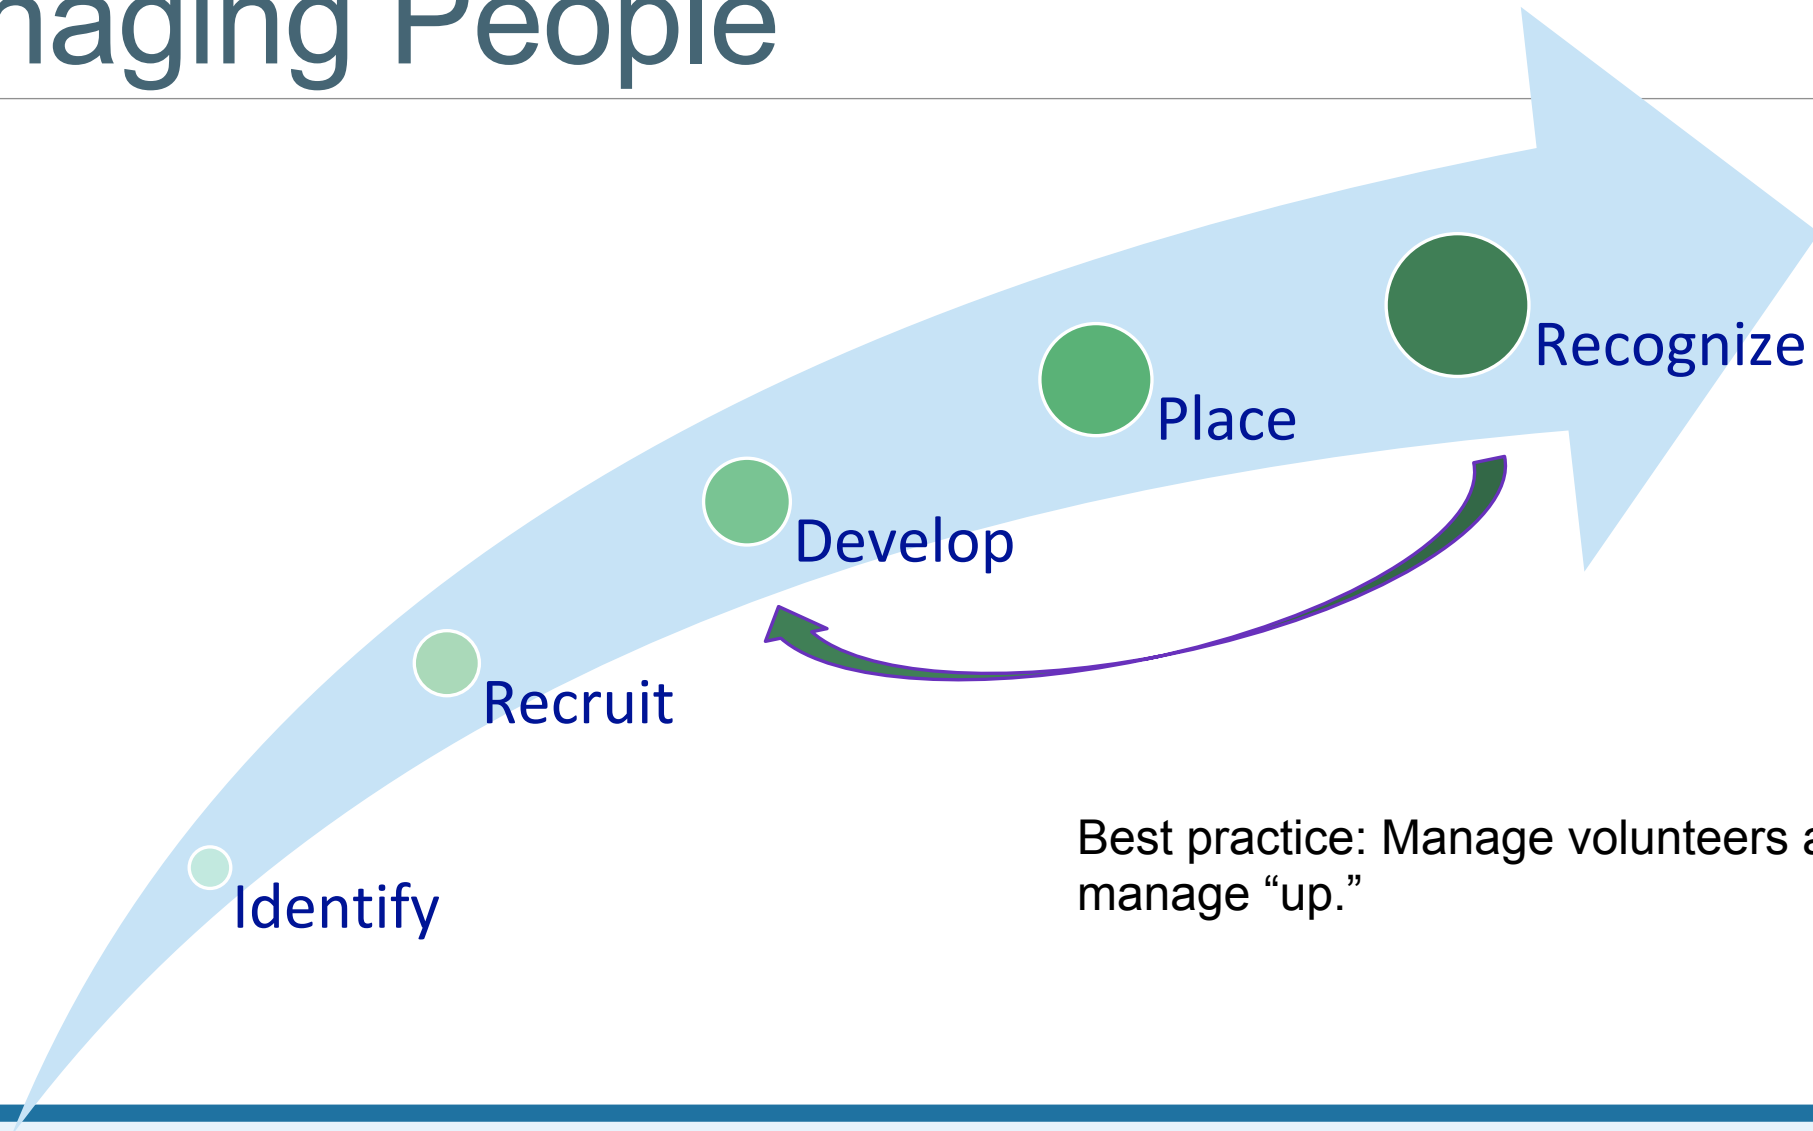 naging People
Recognize
Place
Develop
Recruit
Identify
Best practice: Manage volunteers a
manage “up.”